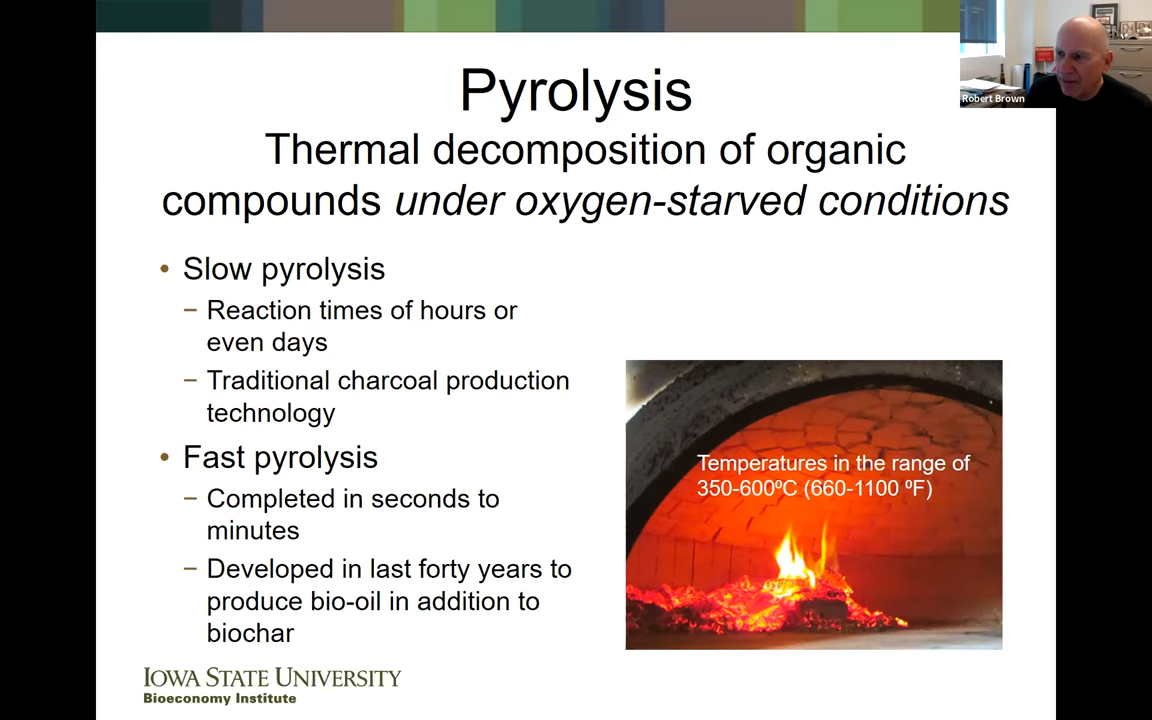 Pyrolysis
Thermal decomposition of organic
compounds under oxygen-starved conditions
• Slow pyrolysis
– Reaction times of hours or
even days
– Traditional charcoal production
technology
• Fast pyrolysis
– Completed in seconds to
minutes
– Developed in last forty years to
produce bio-oil in addition to
biochar
Temperatures in the range of
350-600ºC (660-1100 ºF)
IOWA STATE UNIVERSITY
Bioeconomy Institute
Robert Brown